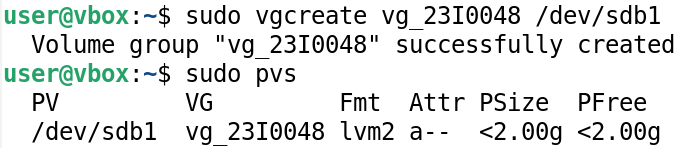 user@vbox:~$ sudo vgcreate vg_23I0048 /dev/sdb1
  Volume group "vg_23I0048" successfully created
user@vbox:~$ sudo pvs
  PV         VG         Fmt  Attr PSize  PFree
  /dev/sdb1  vg_23I0048 lvm2 a--  <2.00g <2.00g